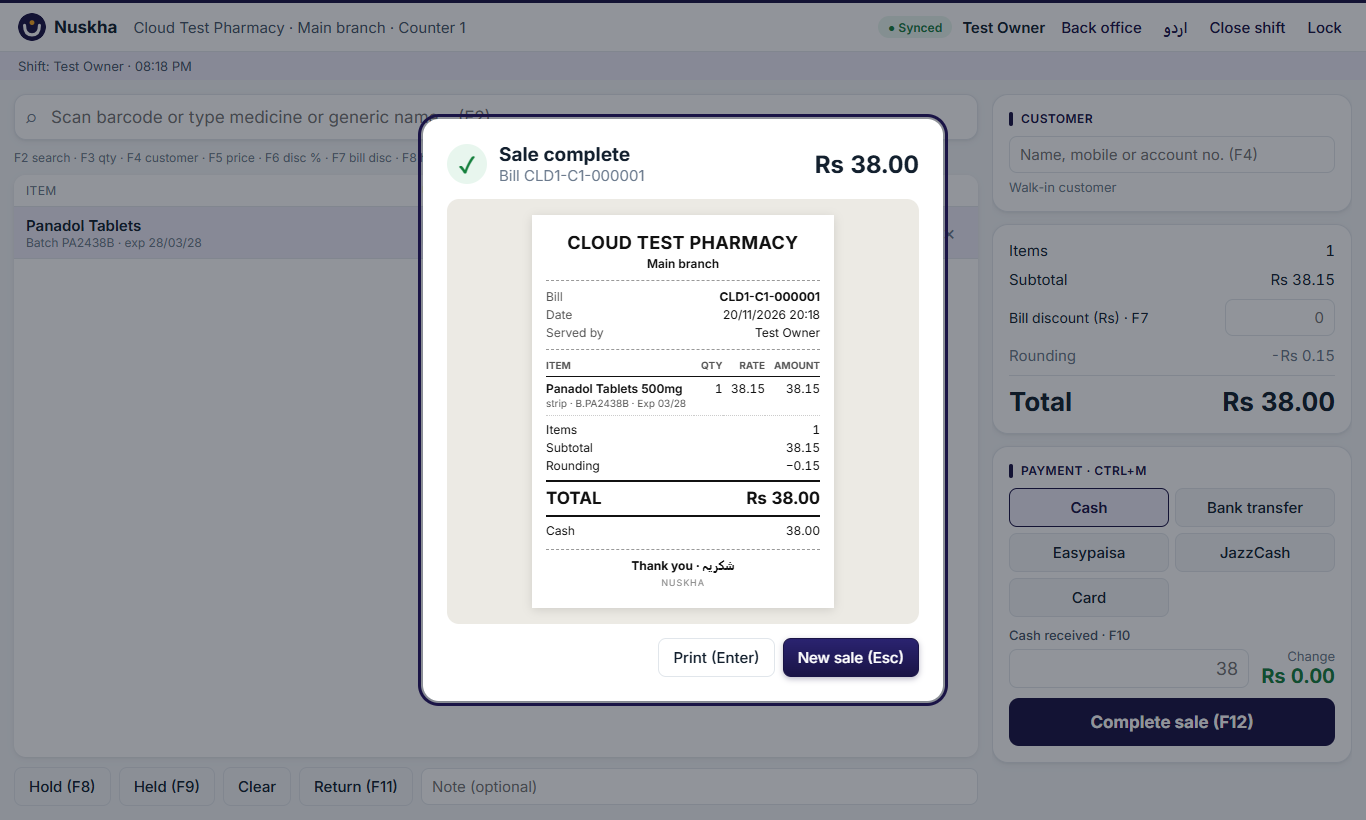 Nuskha Cloud Test Pharmacy · Main branch · Counter 1 ● Synced Test Owner Back office اردو Close shift Lock
Shift: Test Owner · 08:18 PM
Scan barcode or type medicine or generic name (F2)
F2 search · F3 qty · F4 customer · F5 price · F6 disc % · F7 bill disc · F8
ITEM
Panadol Tablets
Batch PA2438B · exp 28/03/28
Sale complete
Bill CLD1-C1-000001
Rs 38.00
CLOUD TEST PHARMACY
Main branch
Bill CLD1-C1-000001
Date 20/11/2026 20:18
Served by Test Owner
ITEM QTY RATE AMOUNT
Panadol Tablets 500mg 1 38.15 38.15
strip · B.PA2438B · Exp 03/28
Items 1
Subtotal 38.15
Rounding −0.15
TOTAL Rs 38.00
Cash 38.00
Thank you · شکریہ
NUSKHA
Print (Enter) New sale (Esc)
CUSTOMER
Name, mobile or account no. (F4)
Walk-in customer
Items 1
Subtotal Rs 38.15
Bill discount (Rs) · F7 0
Rounding -Rs 0.15
Total Rs 38.00
PAYMENT · CTRL+M
Cash Bank transfer
Easypaisa JazzCash
Card
Cash received · F10
38 Change
Rs 0.00
Complete sale (F12)
Hold (F8) Held (F9) Clear Return (F11) Note (optional)